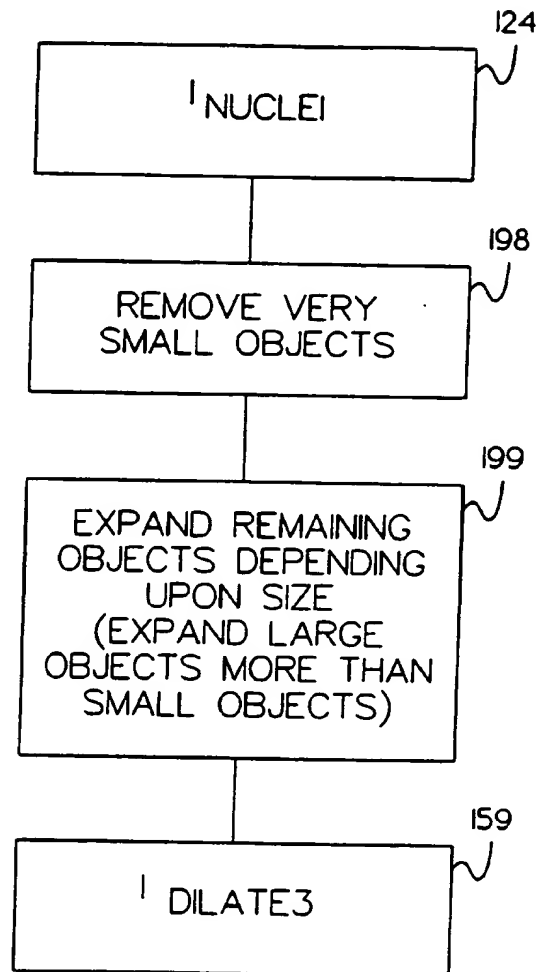 124
I NUCLEI
198
REMOVE VERY
SMALL OBJECTS
199
EXPAND REMAINING
OBJECTS DEPENDING
UPON SIZE
(EXPAND LARGE
OBJECTS MORE THAN
SMALL OBJECTS)
159
I DILATE3